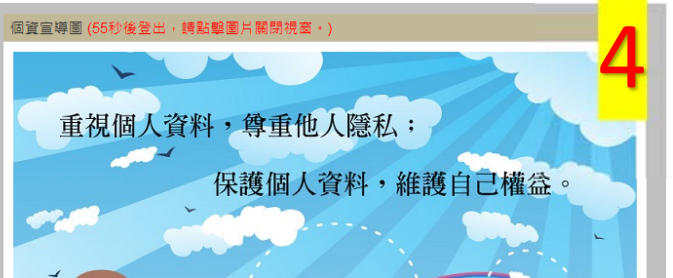 個資宣導圖 (55秒後登出，請點擊圖片關閉視窗。)
4
重視個人資料，尊重他人隱私；
保護個人資料，維護自己權益。